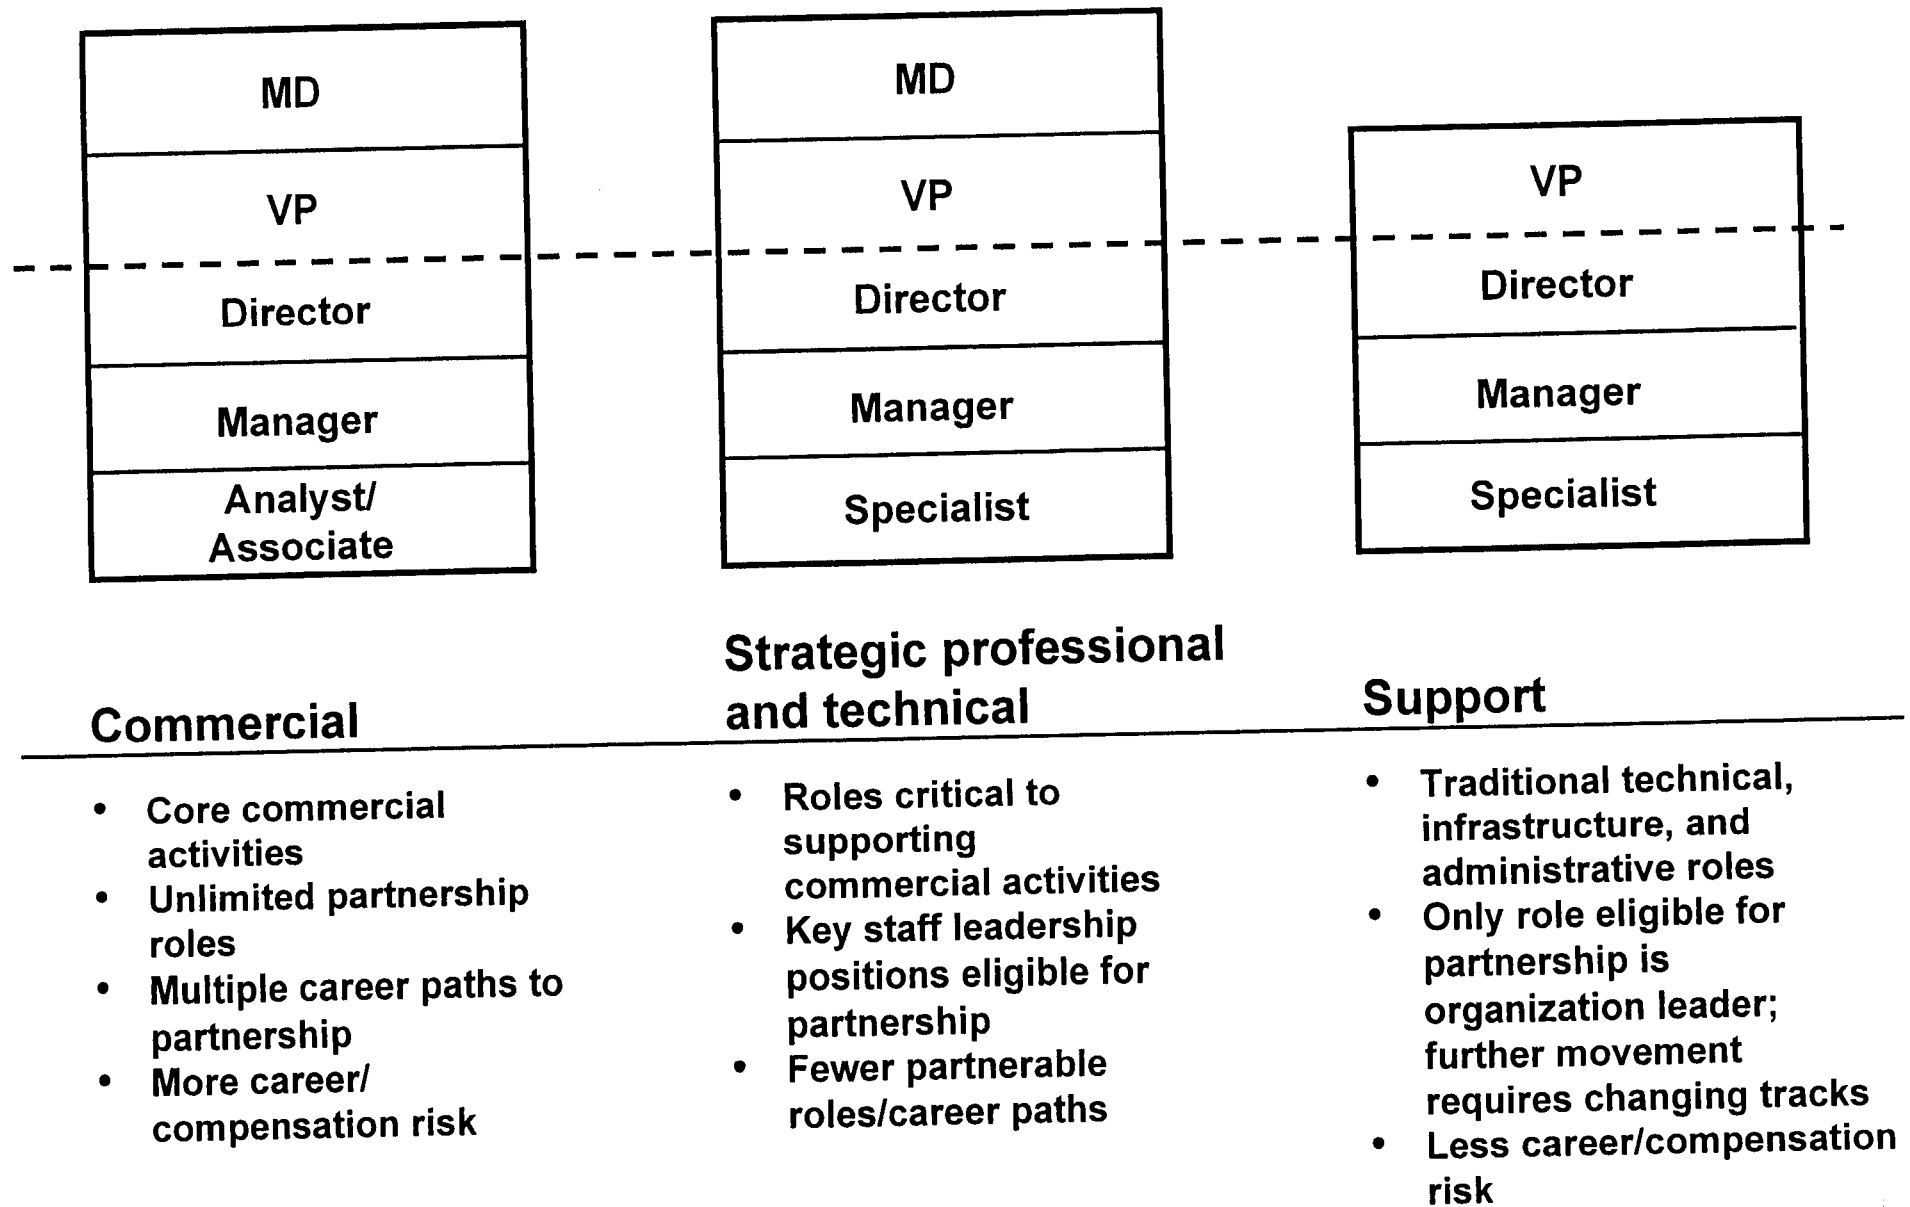 MD
VP
Director
Manager
Analyst/
Associate
MD
VP
Director
Manager
Specialist
VP
Director
Manager
Specialist
Commercial
• Core commercial
activities
• Unlimited partnership
roles
• Multiple career paths to
partnership
• More career/
compensation risk
Strategic professional
and technical
• Roles critical to
supporting
commercial activities
• Key staff leadership
positions eligible for
partnership
• Fewer partnerable
roles/career paths
Support
• Traditional technical,
infrastructure, and
administrative roles
• Only role eligible for
partnership is
organization leader;
further movement
requires changing tracks
• Less career/compensation
risk